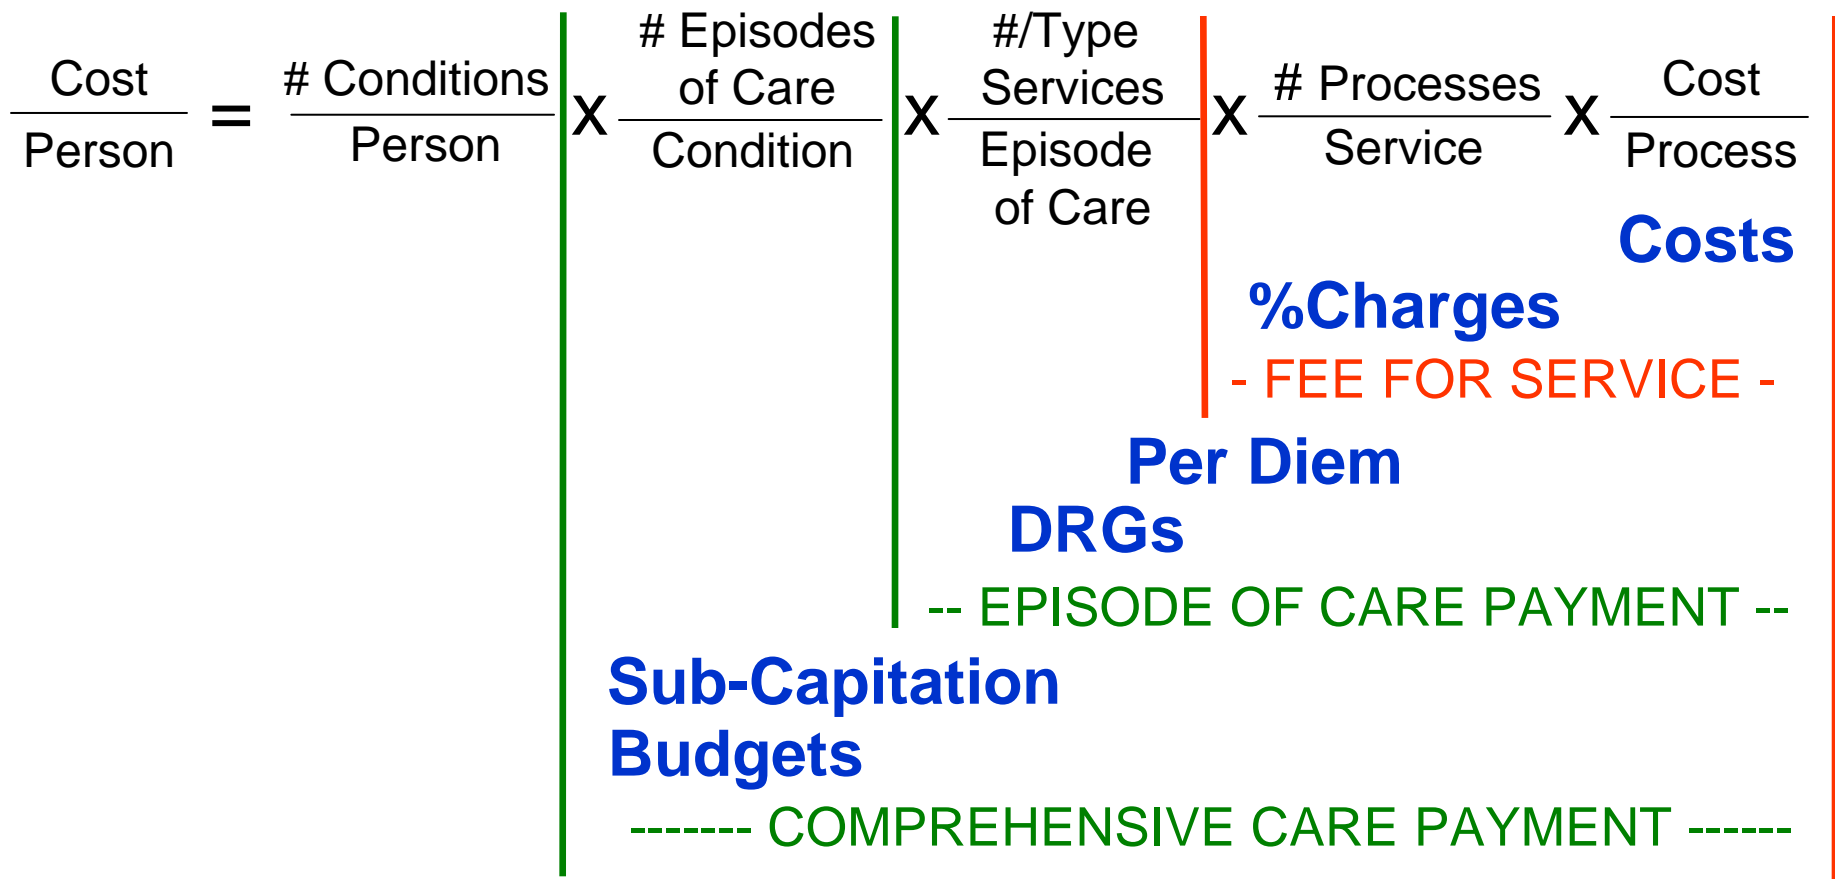 Cost
Person
=
# Conditions
Person
x
# Episodes
of Care
Condition
x
#/Type
Services
Episode
of Care
x
# Processes
Service
x
Cost
Process
Costs
%Charges
- FEE FOR SERVICE -
Per Diem
DRGs
-- EPISODE OF CARE PAYMENT --
Sub-Capitation
Budgets
------- COMPREHENSIVE CARE PAYMENT ------